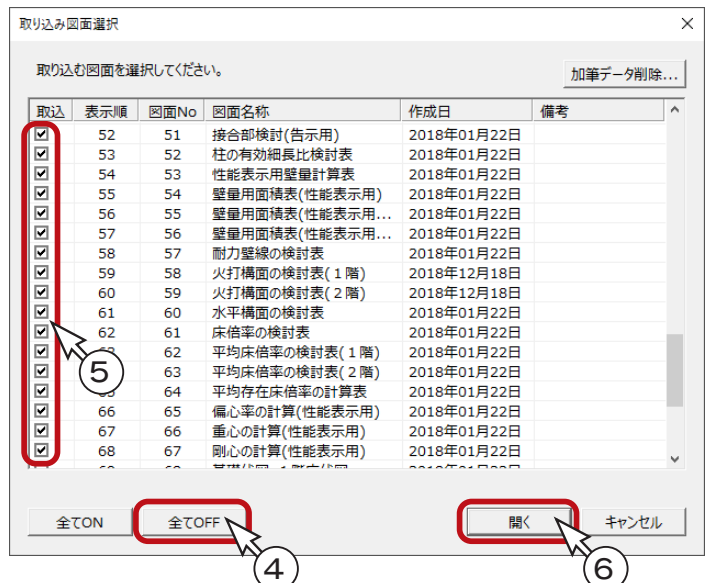 取り込み図面選択
取り込む図面を選択してください。
加筆データ削除...
取込 表示順 図面No 図面名称 作成日 備考
52 51 接合部検討(告示用) 2018年01月22日
53 52 柱の有効細長比検討表 2018年01月22日
54 53 性能表示用壁量計算表 2018年01月22日
55 54 壁量用面積表(性能表示用) 2018年01月22日
56 55 壁量用面積表(性能表示用... 2018年01月22日
57 56 壁量用面積表(性能表示用... 2018年01月22日
58 57 耐力壁線の検討表 2018年01月22日
59 58 火打構面の検討表(1階) 2018年12月18日
60 59 火打構面の検討表(2階) 2018年12月18日
61 60 水平構面の検討表 2018年01月22日
62 61 床倍率の検討表 2018年01月22日
62 平均床倍率の検討表(1階) 2018年01月22日
63 平均床倍率の検討表(2階) 2018年01月22日
64 平均存在床倍率の計算表 2018年01月22日
66 65 偏心率の計算(性能表示用) 2018年01月22日
67 66 重心の計算(性能表示用) 2018年01月22日
68 67 剛心の計算(性能表示用) 2018年01月22日
⑤
全てON 全てOFF 開く キャンセル
④ ⑥